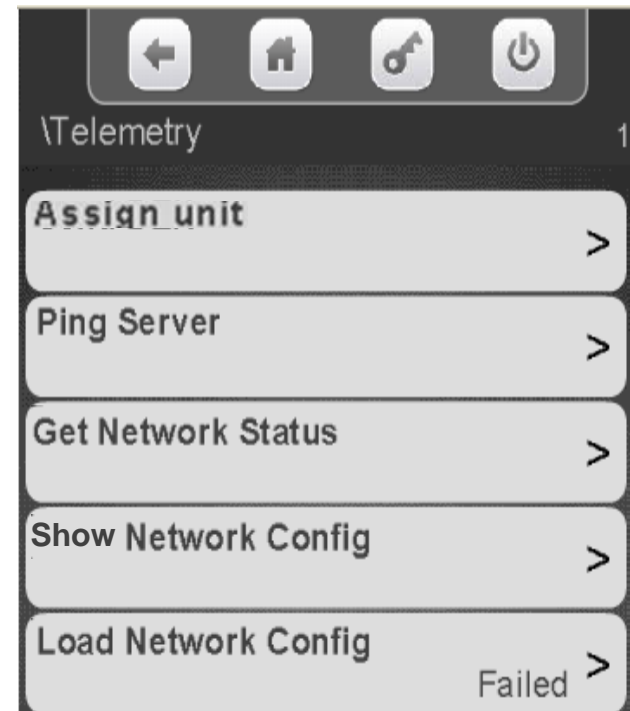 \Telemetry 1
Assign unit
>
Ping Server
>
Get Network Status
>
Show Network Config
>
Load Network Config
Failed >